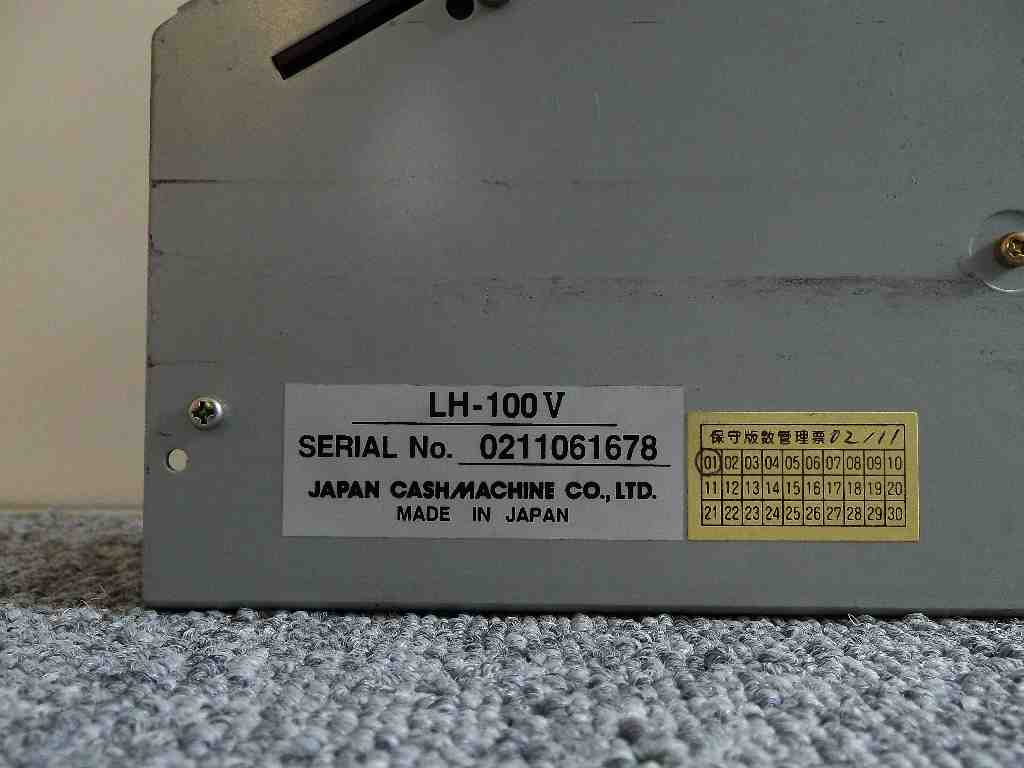 LH-100V
SERIAL No. 0211061678
JAPAN CASHMACHINE CO., LTD.
MADE IN JAPAN
保守版数管理票 02/11
01 02 03 04 05 06 07 08 09 10
11 12 13 14 15 16 17 18 19 20
21 22 23 24 25 26 27 28 29 30